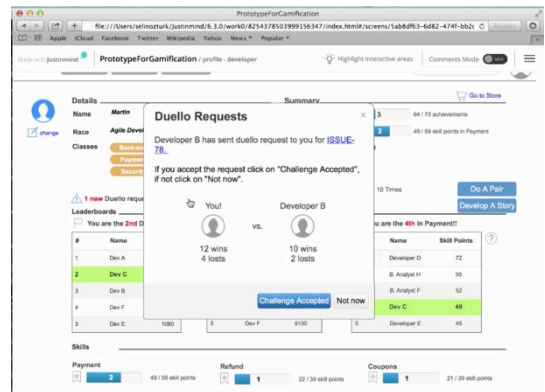 PrototypeForGamification
file:///Users/selinozturk/Justinmind/6.3.0/work0/8254378503999156347/index.html#/screens/5ab8df63-6d82-474f-bb2c
Reader
Apple iCloud Facebook Twitter Wikipedia Yahoo News Popular
Made with Justinmind
PrototypeForGamification / profile - developer
Highlight interactive areas
Comments Mode OFF
Go to Store
Details
Summary
Name Martin
3 64 / 70 achievements
change
Race Agile Devel
2 49 / 59 skill points in Payment
Classes
Duello Requests
×
Developer B has sent duello request to you for ISSUE-
78.
If you accept the request click on "Challenge Accepted",
if not click on "Not now".
You!
vs.
Developer B
12 wins
4 losts
10 wins
2 losts
Challenge Accepted
Not now
10 Times
Do A Pair
Develop A Story
1 new Duello reque
Leaderboards
You are the 2nd D
u are the 4th in Payment!!
?
# Name
Name Skill Points
1 Dev A
Developer D 72
2 Dev C
B. Analyst H 55
3 Dev B
B. Analyst F 52
4 Dev F
Dev C 49
3 Dev E 1080
5 Dev F 9100
5 Developer E 45
Skills
Payment
2 49 / 59 skill points
Refund
1 22 / 39 skill points
Coupons
1 21 / 39 skill points